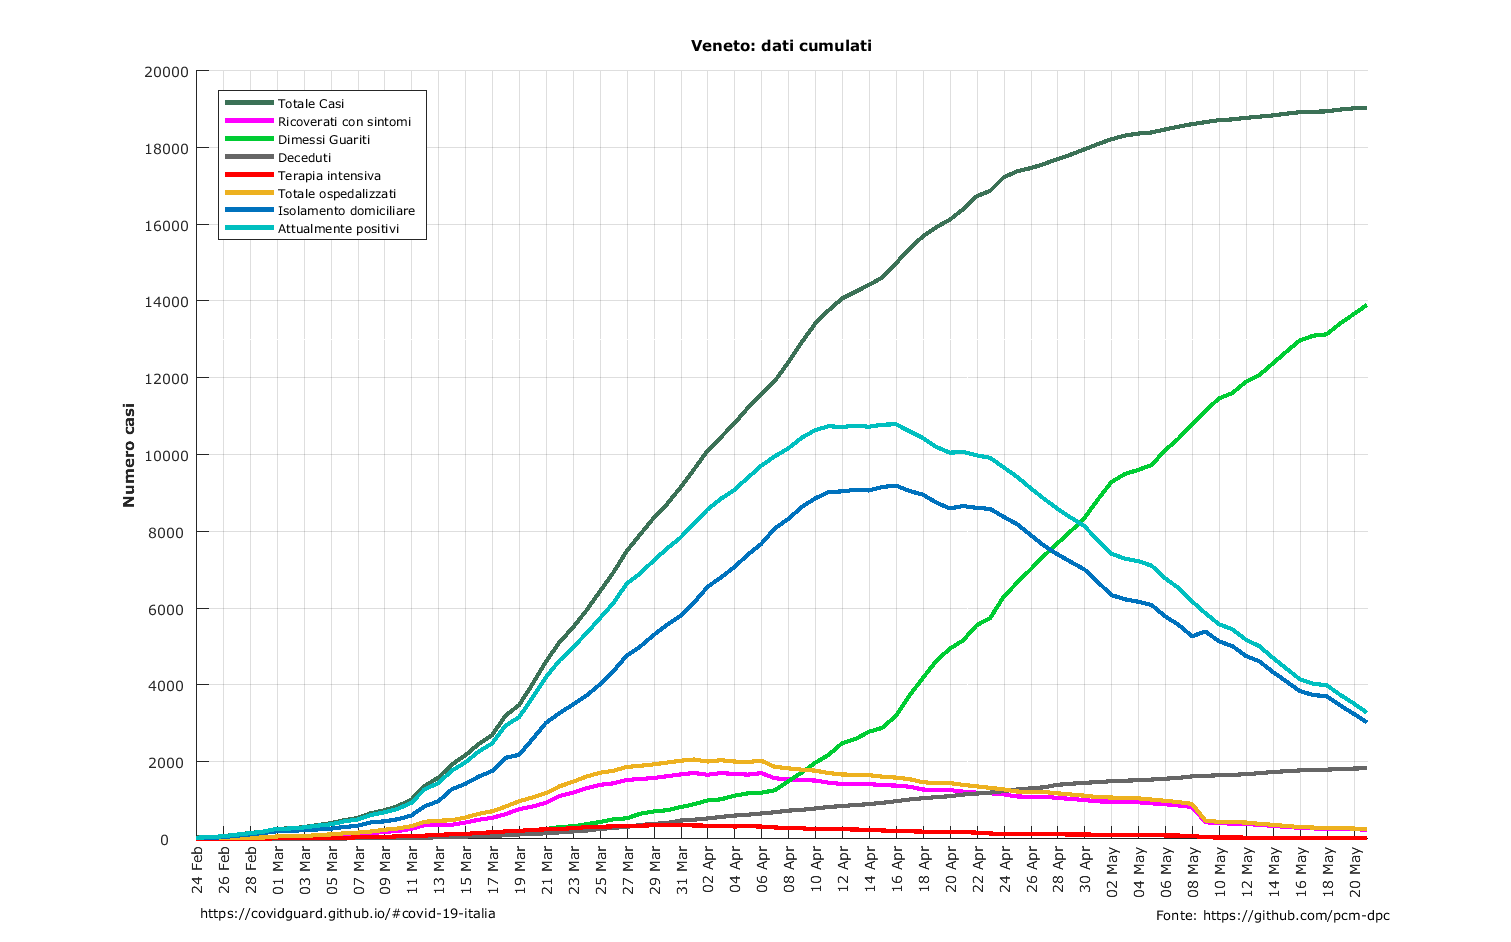 Veneto: dati cumulati
20000
18000
16000
14000
12000
10000
8000
6000
4000
2000
0
Numero casi
Totale Casi
Ricoverati con sintomi
Dimessi Guariti
Deceduti
Terapia intensiva
Totale ospedalizzati
Isolamento domiciliare
Attualmente positivi
24 Feb
26 Feb
28 Feb
01 Mar
03 Mar
05 Mar
07 Mar
09 Mar
11 Mar
13 Mar
15 Mar
17 Mar
19 Mar
21 Mar
23 Mar
25 Mar
27 Mar
29 Mar
31 Mar
02 Apr
04 Apr
06 Apr
08 Apr
10 Apr
12 Apr
14 Apr
16 Apr
18 Apr
20 Apr
22 Apr
24 Apr
26 Apr
28 Apr
30 Apr
02 May
04 May
06 May
08 May
10 May
12 May
14 May
16 May
18 May
20 May
https://covidguard.github.io/#covid-19-italia
Fonte: https://github.com/pcm-dpc